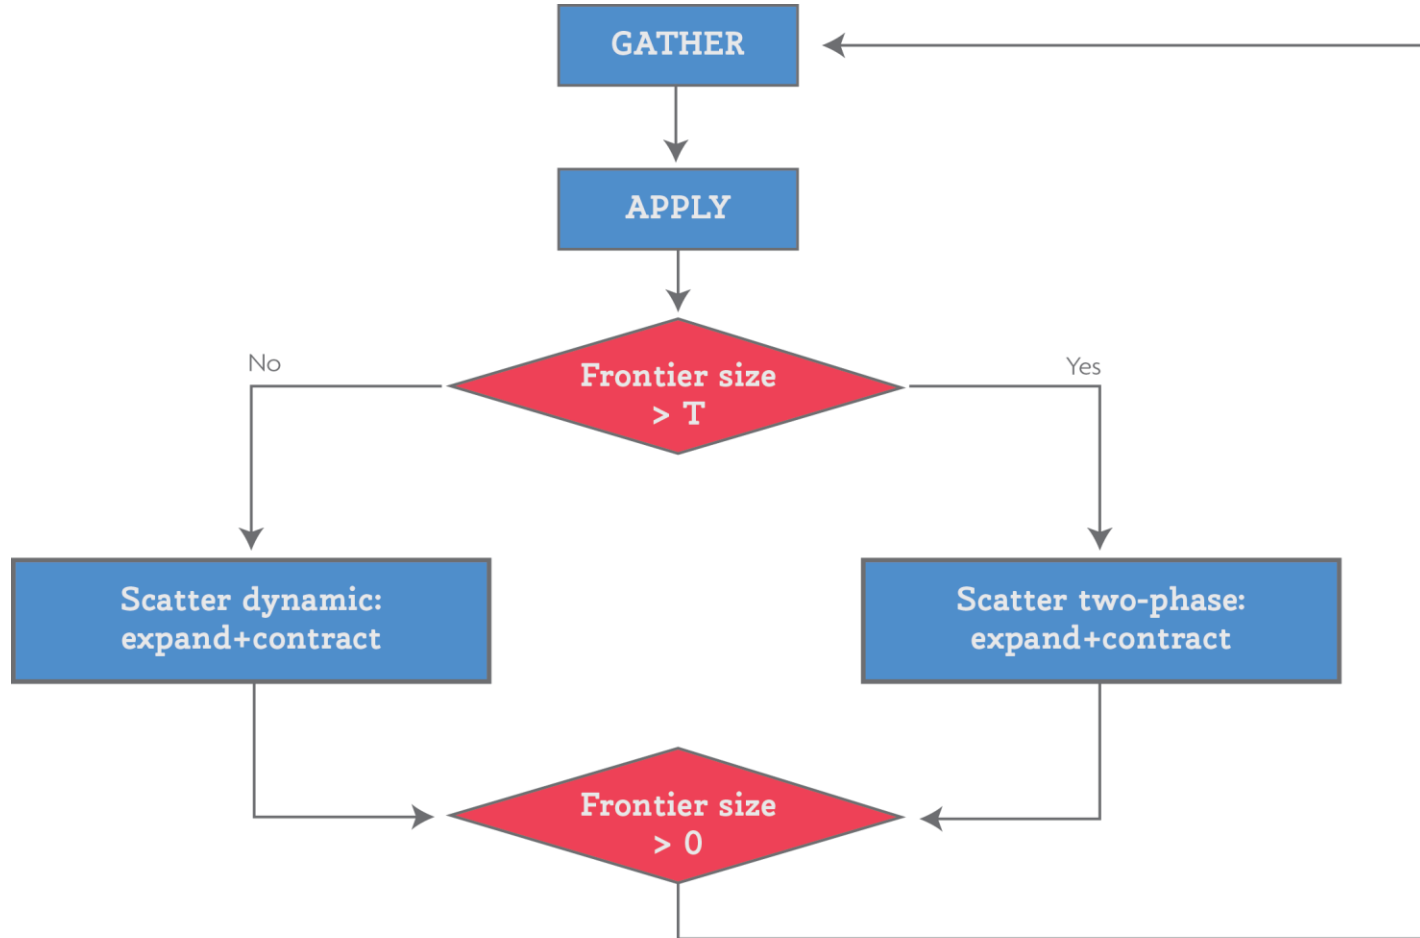 GATHER
APPLY
Frontier size
> T
No
Yes
Scatter dynamic:
expand+contract
Scatter two-phase:
expand+contract
Frontier size
> 0